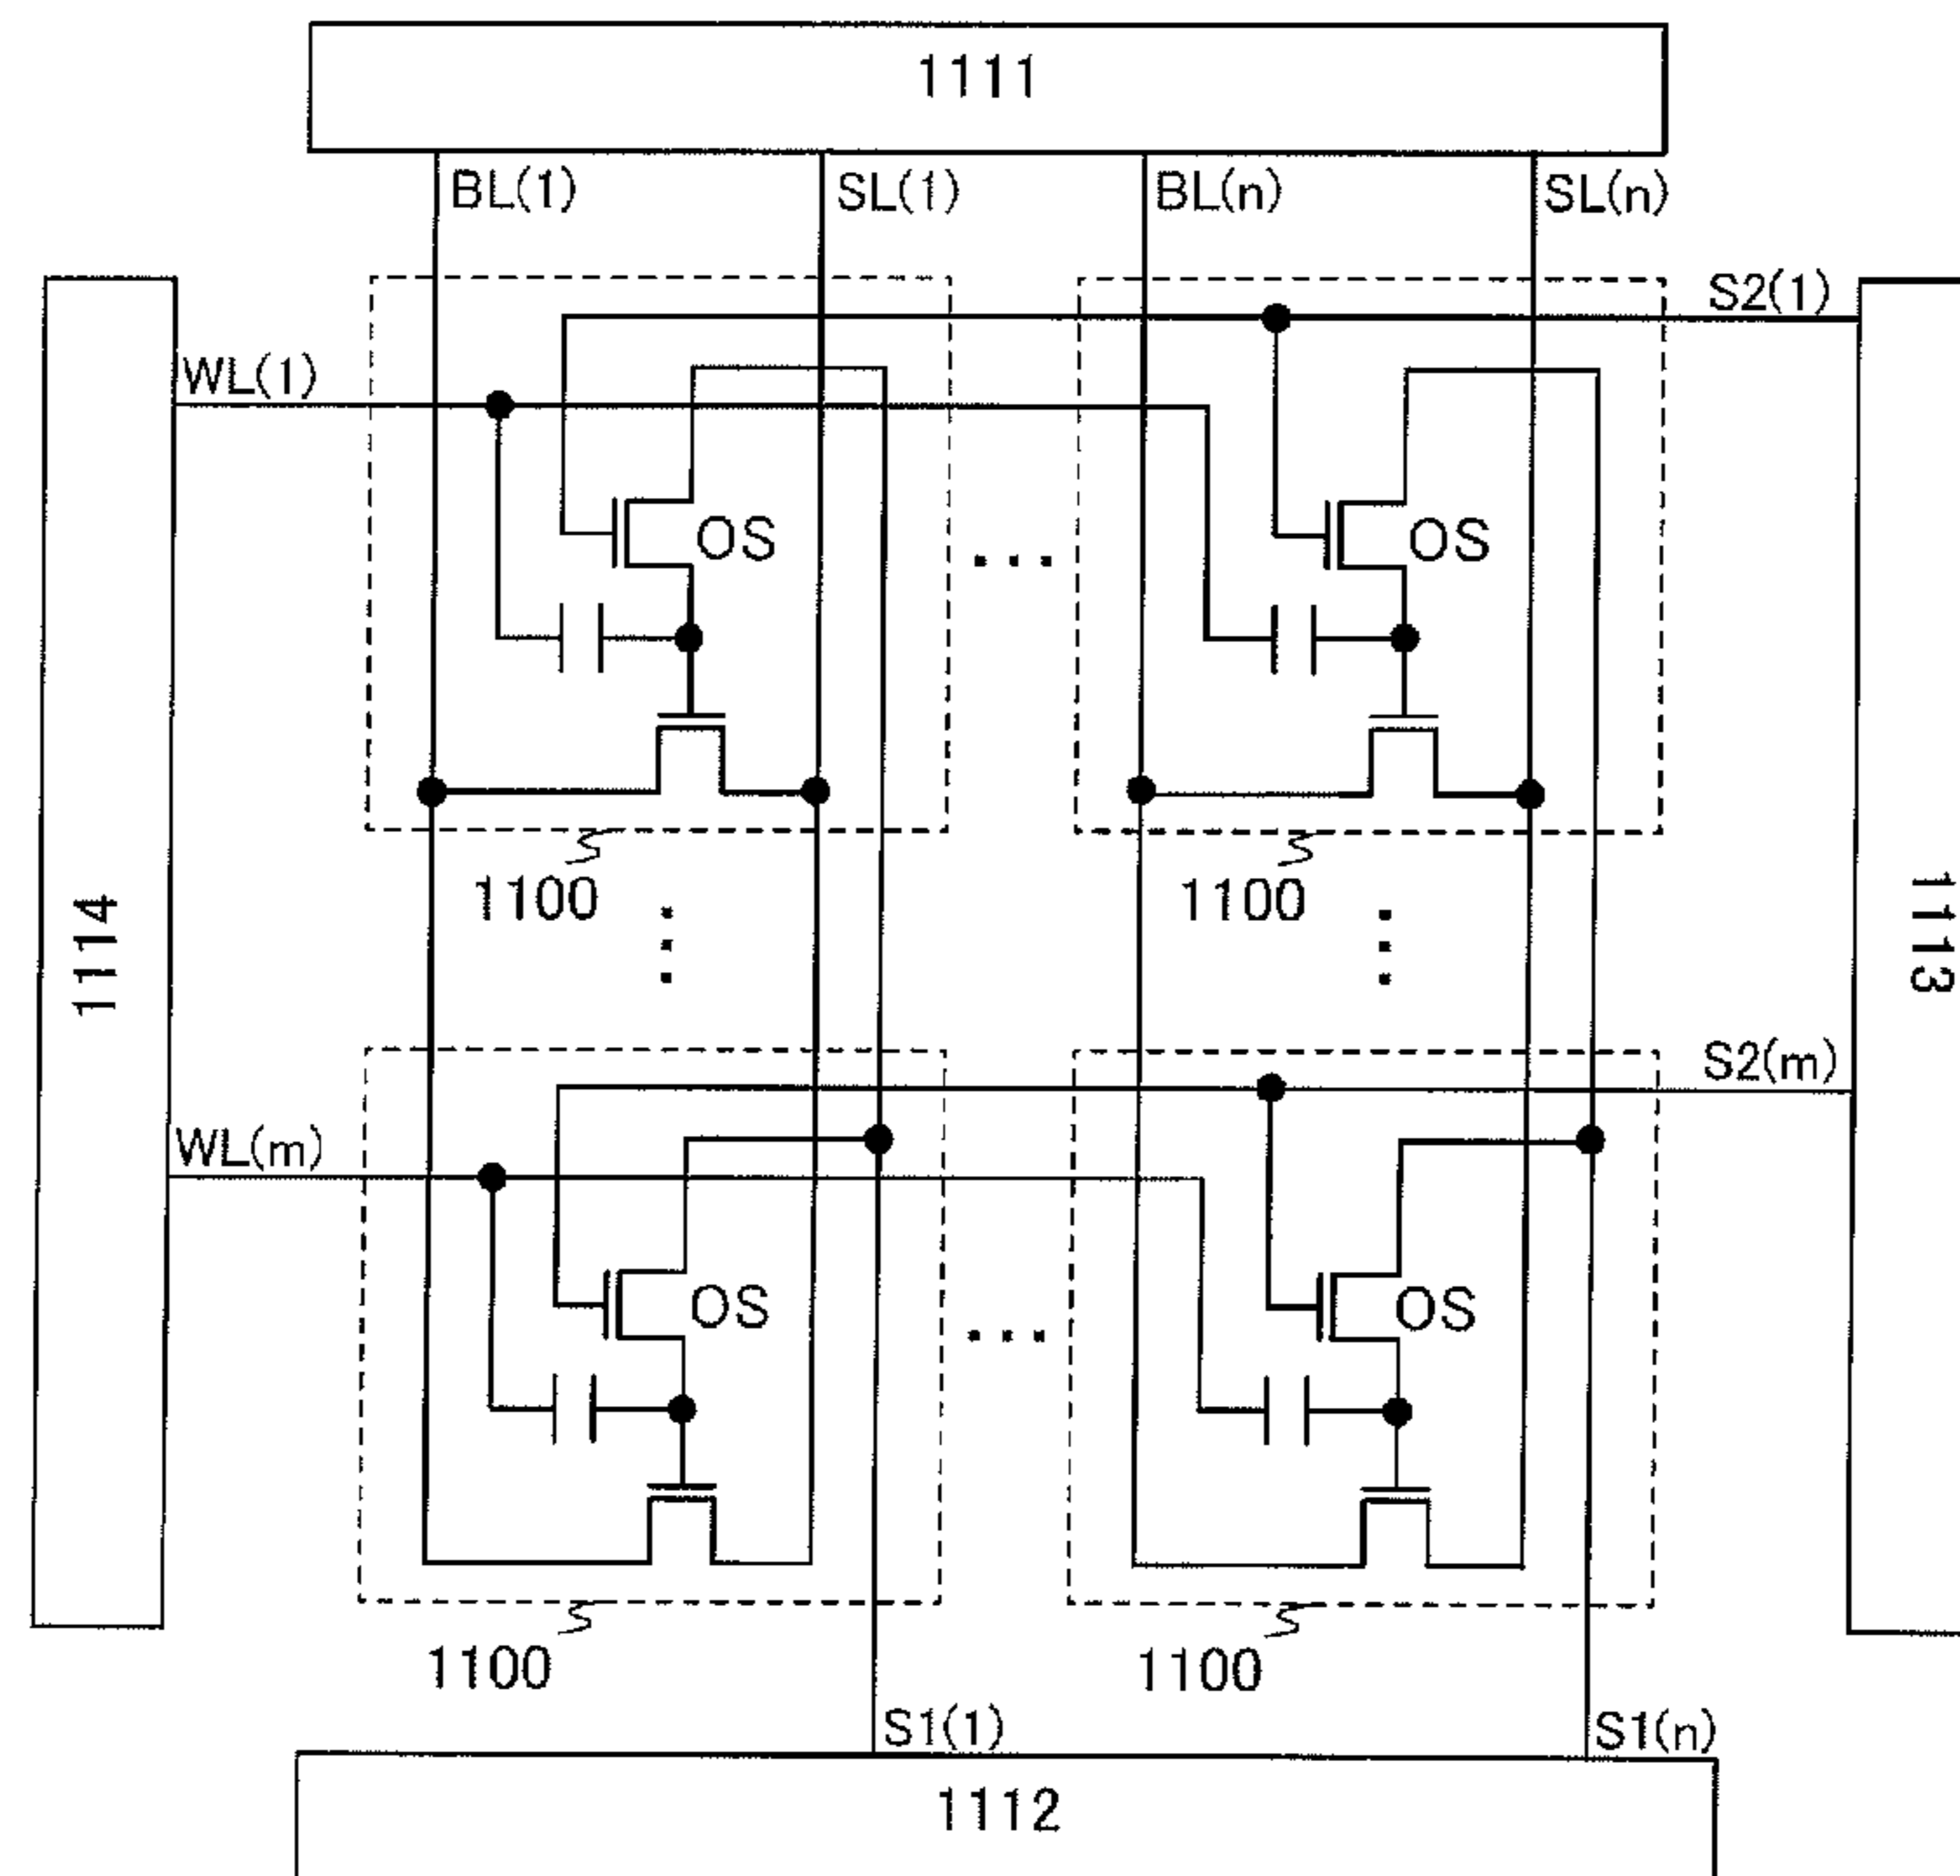 1111
BL(1)
SL(1)
BL(n)
SL(n)
S2(1)
WL(1)
OS
OS
1100
1100
1114
1113
S2(m)
WL(m)
OS
OS
1100
1100
S1(1)
S1(n)
1112